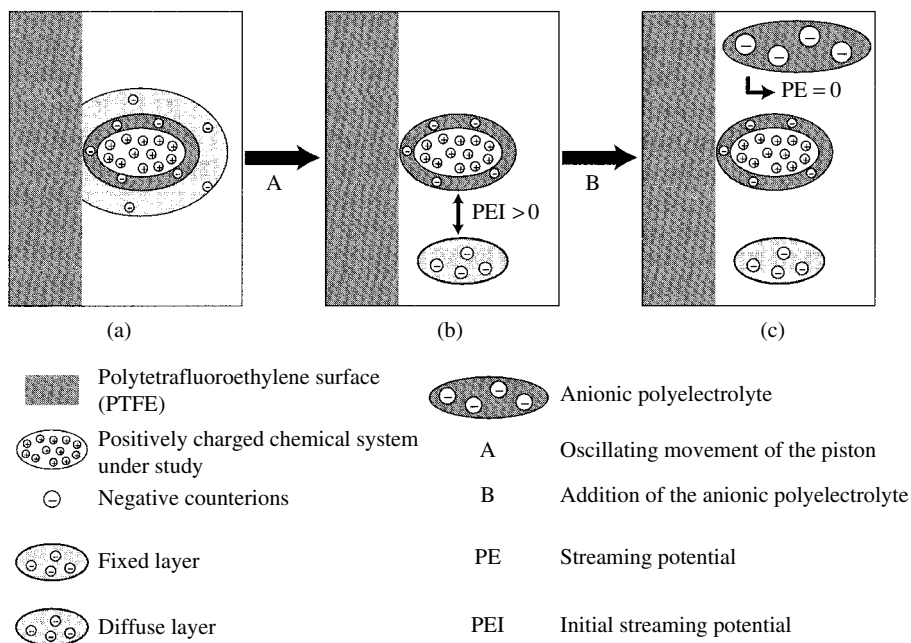 A
PEI > 0
B
PE = 0
(a)
(b)
(c)
Polytetrafluoroethylene surface
(PTFE)
Positively charged chemical system
under study
Negative counterions
Fixed layer
Diffuse layer
Anionic polyelectrolyte
A Oscillating movement of the piston
B Addition of the anionic polyelectrolyte
PE Streaming potential
PEI Initial streaming potential